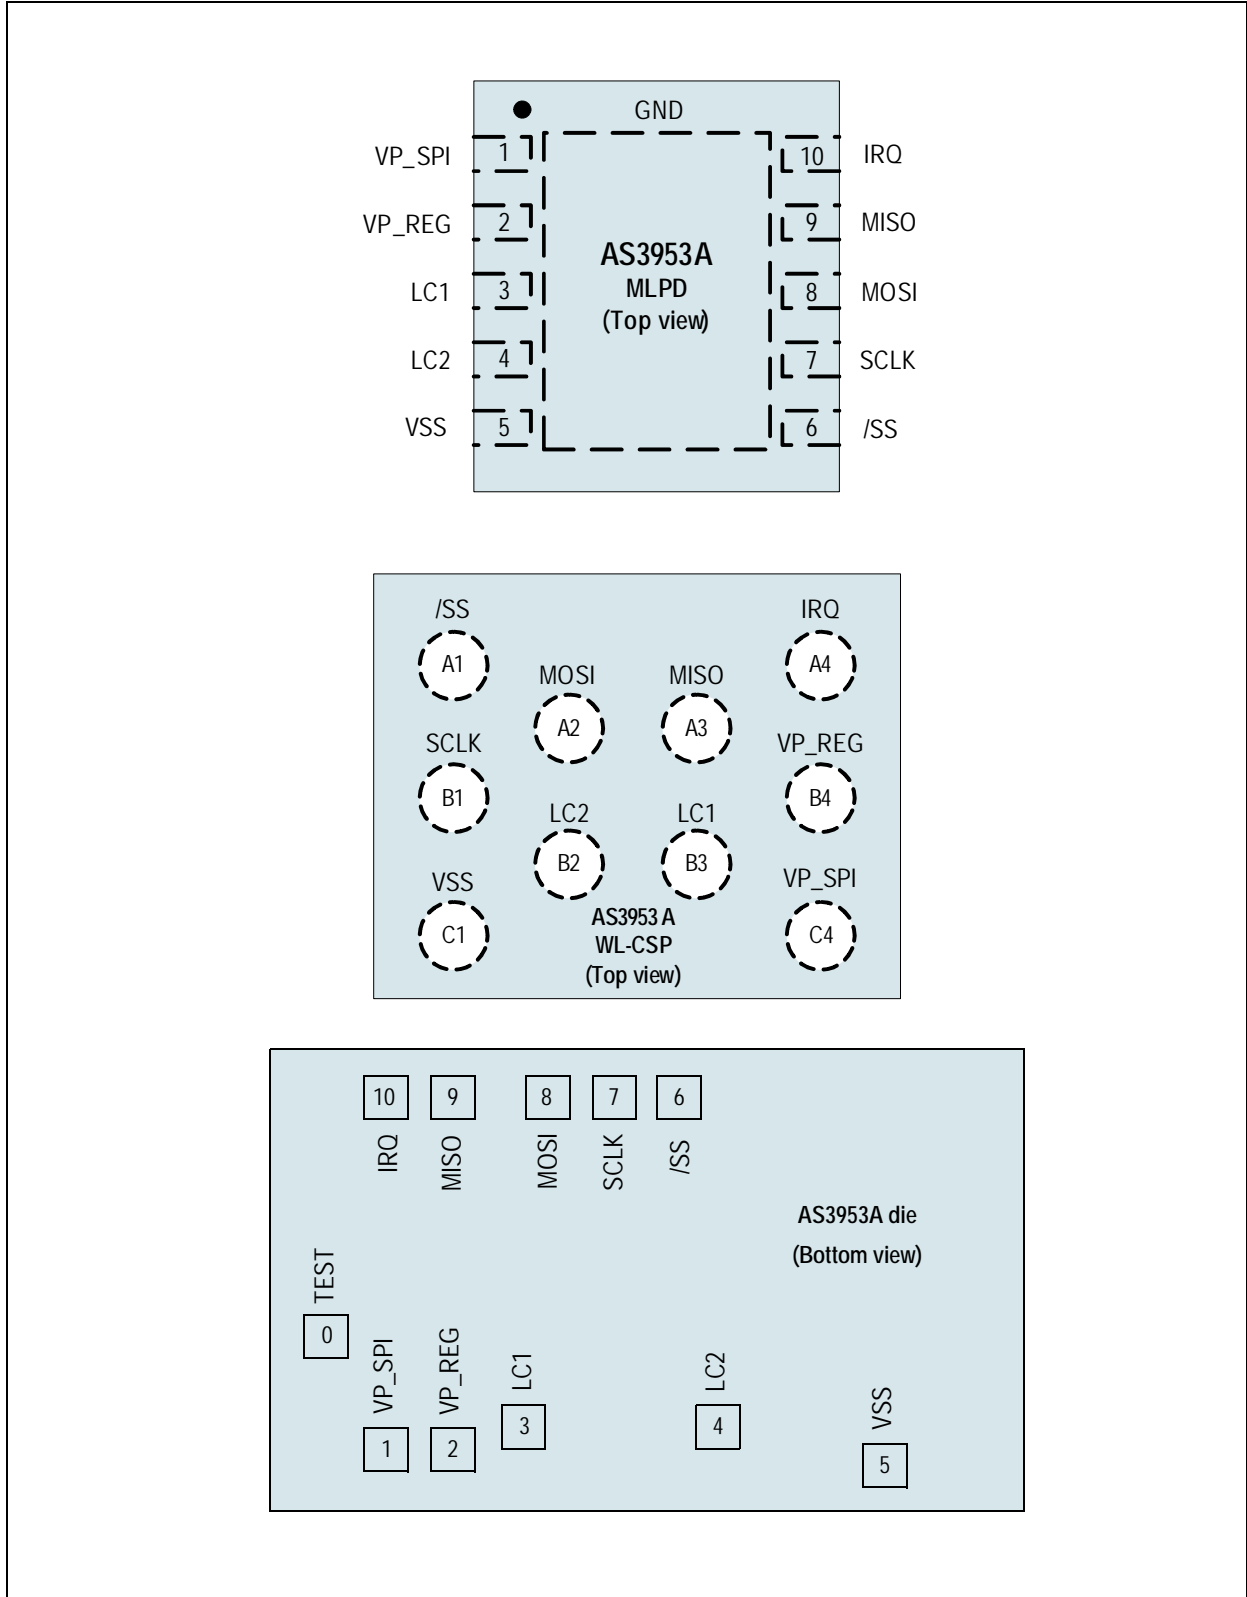 GND
VP_SPI 1 10 IRQ
VP_REG 2 9 MISO
AS3953A
MLPD
(Top view)
LC1 3 8 MOSI
LC2 4 7 SCLK
VSS 5 6 /SS
/SS IRQ
A1 A4
MOSI MISO
A2 A3
SCLK VP_REG
B1 B4
LC2 LC1
B2 B3
VSS VP_SPI
C1 C4
AS3953 A
WL-CSP
(Top view)
10 9 8 7 6
IRQ MISO MOSI SCLK /SS
AS3953A die
(Bottom view)
TEST
0
VP_SPI VP_REG LC1 LC2 VSS
1 2 3 4 5